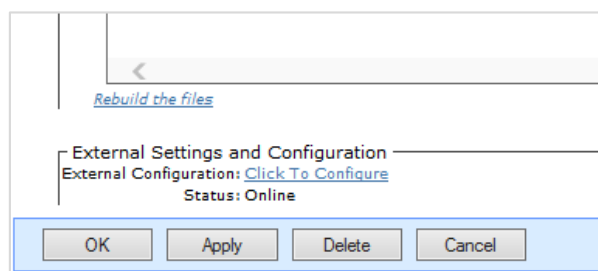 Rebuild the files
External Settings and Configuration
External Configuration: Click To Configure
Status: Online
OK Apply Delete Cancel